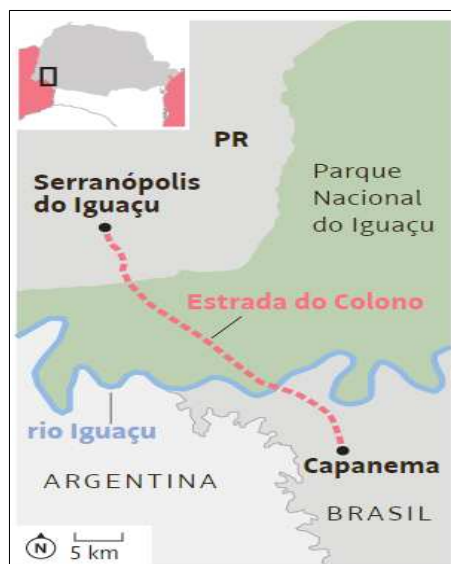 PR
Serranópolis
do Iguaçu
Parque
Nacional
do Iguaçu
Estrada do Colono
rio Iguaçu
Capanema
ARGENTINA
BRASIL
N
5 km